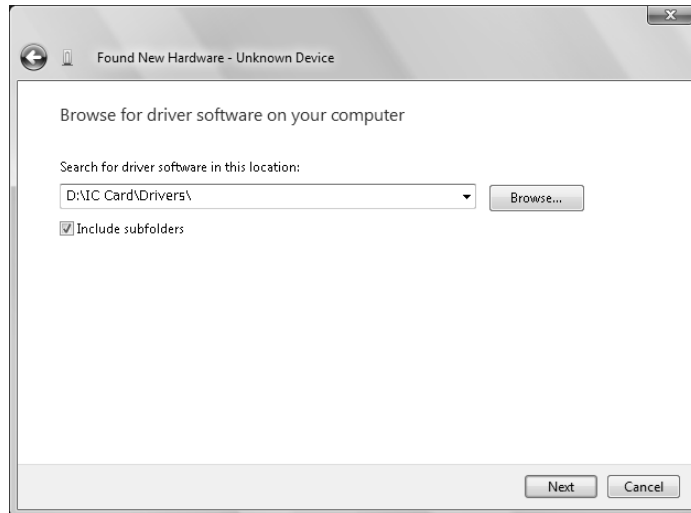 Found New Hardware - Unknown Device
Browse for driver software on your computer
Search for driver software in this location:
D:\IC Card\Drivers\
Browse...
Include subfolders
Next
Cancel